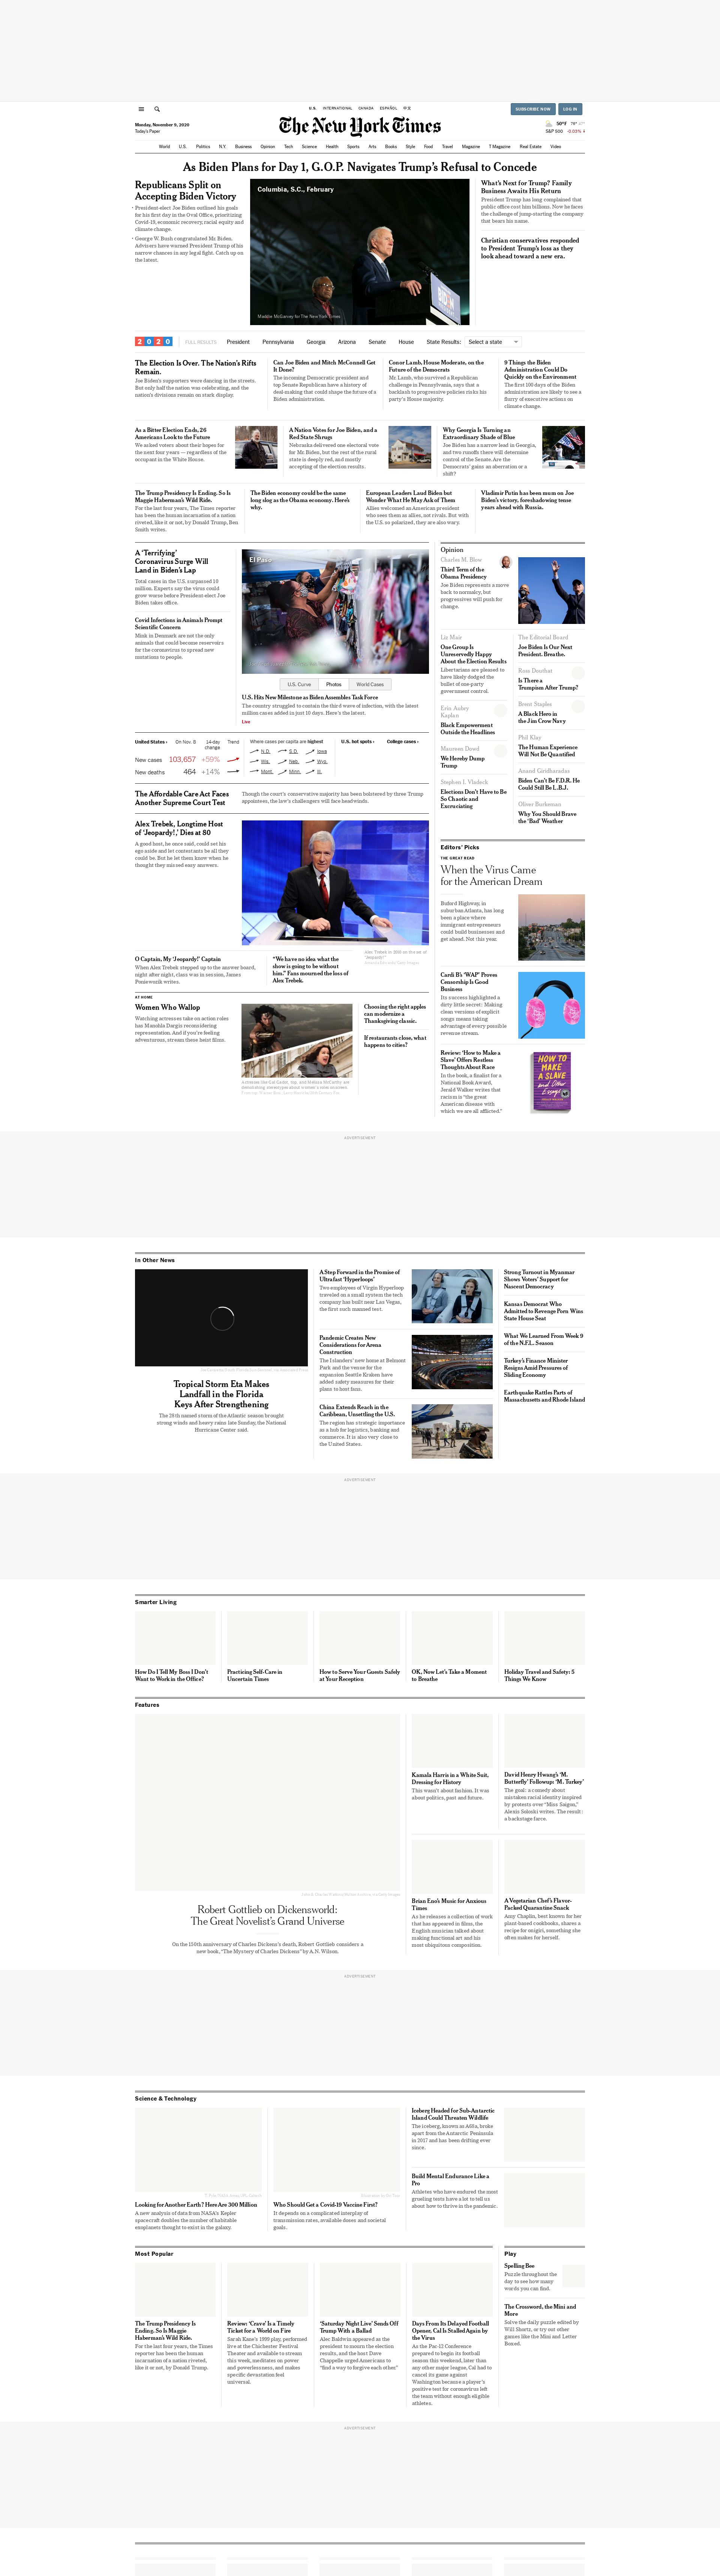 U.S. INTERNATIONAL CANADA ESPAÑOL 中文
SUBSCRIBE NOW
LOG IN
Monday, November 9, 2020
Today's Paper
The New York Times
50°F 76°
S&P 500 -0.03%
World U.S. Politics N.Y. Business Opinion Tech Science Health Sports Arts Books Style Food Travel Magazine T Magazine Real Estate Video
As Biden Plans for Day 1, G.O.P. Navigates Trump's Refusal to Concede
Republicans Split on
Accepting Biden Victory
President-elect Joe Biden outlined his goals
for his first day in the Oval Office, prioritizing
Covid-19, economic recovery, racial equity and
climate change.
George W. Bush congratulated Mr. Biden.
Advisers have warned President Trump of his
narrow chances in any legal fight. Catch up on
the latest.
Columbia, S.C., February
Maddie McGarvey for The New York Times
What's Next for Trump? Family
Business Awaits His Return
President Trump has long complained that
public office cost him billions. Now he faces
the challenge of jump-starting the company
that bears his name.
Christian conservatives responded
to President Trump's loss as they
look ahead toward a new era.
2020
FULL RESULTS: President Pennsylvania Georgia Arizona Senate House State Results: Select a state
The Election Is Over. The Nation's Rifts
Remain.
Joe Biden's supporters were dancing in the streets.
But only half the nation was celebrating, and the
nation's divisions remain on stark display.
Can Joe Biden and Mitch McConnell Get
It Done?
The incoming Democratic president and
top Senate Republican have a history of
deal-making that could shape the future of a
Biden administration.
Conor Lamb, House Moderate, on the
Future of the Democrats
Mr. Lamb, who survived a Republican
challenge in Pennsylvania, says that a
backlash to progressive policies risks his
party's House majority.
9 Things the Biden
Administration Could Do
Quickly on the Environment
The first 100 days of the Biden
administration are likely to see a
flurry of executive actions on
climate change.
As a Bitter Election Ends, 26
Americans Look to the Future
We asked voters about their hopes for
the next four years — regardless of the
occupant in the White House.
A Nation Votes for Joe Biden, and a
Red State Shrugs
Nebraska delivered one electoral vote
for Mr. Biden, but the rest of the rural
state is deeply red, and mostly
accepting of the election results.
Why Georgia Is Turning an
Extraordinary Shade of Blue
Joe Biden has a narrow lead in Georgia,
and two runoffs there will determine
control of the Senate. Are the
Democrats' gains an aberration or a
shift?
The Trump Presidency Is Ending. So Is
Maggie Haberman's Wild Ride.
For the last four years, The Times reporter
has been the human incarnation of a nation
riveted, like it or not, by Donald Trump, Ben
Smith writes.
The Biden economy could be the same
long slog as the Obama economy. Here's
why.
European Leaders Laud Biden but
Wonder What He May Ask of Them
Allies welcomed an American president
who sees them as allies, not rivals. But with
the U.S. so polarized, they are also wary.
Vladimir Putin has been mum on Joe
Biden's victory, foreshadowing tense
years ahead with Russia.
A 'Terrifying'
Coronavirus Surge Will
Land in Biden's Lap
Total cases in the U.S. surpassed 10
million. Experts say the virus could
grow worse before President-elect Joe
Biden takes office.
Covid Infections in Animals Prompt
Scientific Concern
Mink in Denmark are not the only
animals that could become reservoirs
for the coronavirus to spread new
mutations to people.
El Paso
U.S. Curve Photos World Cases
U.S. Hits New Milestone as Biden Assembles Task Force
The country struggled to contain the third wave of infection, with the latest
million cases added in just 10 days. Here's the latest.
Live
United States › On Nov. 8 14-day change Trend
New cases 103,657 +59%
New deaths 464 +14%
Where cases per capita are highest
N.D. S.D. Iowa
Wis. Neb. Wyo.
Mont. Minn. Ill.
U.S. hot spots › College cases ›
The Affordable Care Act Faces
Another Supreme Court Test
Though the court's conservative majority has been bolstered by three Trump
appointees, the law's challengers will face headwinds.
Alex Trebek, Longtime Host
of 'Jeopardy!,' Dies at 80
A good host, he once said, could set his
ego aside and let contestants be all they
could be. But he let them know when he
thought they missed easy answers.
Alex Trebek in 2010 on the set of
"Jeopardy!"
O Captain, My 'Jeopardy!' Captain
When Alex Trebek stepped up to the answer board,
night after night, class was in session, James
Poniewozik writes.
"We have no idea what the
show is going to be without
him." Fans mourned the loss of
Alex Trebek.
AT HOME
Women Who Wallop
Watching actresses take on action roles
has Manohla Dargis reconsidering
representation. And if you're feeling
adventurous, stream these heist films.
Choosing the right apples
can modernize a
Thanksgiving classic.
If restaurants close, what
happens to cities?
Opinion
Charles M. Blow
Third Term of the
Obama Presidency
Joe Biden represents a move
back to normalcy, but
progressives will push for
change.
Liz Mair
One Group Is
Unreservedly Happy
About the Election Results
Libertarians are pleased to
have likely dodged the
bullet of one-party
government control.
Erin Aubry
Kaplan
Black Empowerment
Outside the Headlines
Maureen Dowd
We Hereby Dump
Trump
Stephen I. Vladeck
Elections Don't Have to Be
So Chaotic and
Excruciating
The Editorial Board
Joe Biden Is Our Next
President. Breathe.
Ross Douthat
Is There a
Trumpism After Trump?
Brent Staples
A Black Hero in
the Jim Crow Navy
Phil Klay
The Human Experience
Will Not Be Quantified
Anand Giridharadas
Biden Can't Be F.D.R. He
Could Still Be L.B.J.
Oliver Burkeman
Why You Should Brave
the 'Bad' Weather
Editors' Picks
THE GREAT READ
When the Virus Came
for the American Dream
Buford Highway, in
suburban Atlanta, has long
been a place where
immigrant entrepreneurs
could build businesses and
get ahead. Not this year.
Cardi B's 'WAP' Proves
Censorship Is Good
Business
Its success highlighted a
dirty little secret: Making
clean versions of explicit
songs means taking
advantage of every possible
revenue stream.
Review: 'How to Make a
Slave' Offers Restless
Thoughts About Race
In the book, a finalist for a
National Book Award,
Jerald Walker writes that
racism is "the great
American disease with
which we are all afflicted."
HOW TO
MAKE A
SLAVE
and Other
Essays
ADVERTISEMENT
In Other News
Tropical Storm Eta Makes
Landfall in the Florida
Keys After Strengthening
The 28th named storm of the Atlantic season brought
strong winds and heavy rains late Sunday, the National
Hurricane Center said.
A Step Forward in the Promise of
Ultrafast 'Hyperloops'
Two employees of Virgin Hyperloop
traveled on a small system the tech
company has built near Las Vegas,
the first such manned test.
Pandemic Creates New
Considerations for Arena
Construction
The Islanders' new home at Belmont
Park and the venue for the
expansion Seattle Kraken have
added safety measures for their
plans to host fans.
China Extends Reach in the
Caribbean, Unsettling the U.S.
The region has strategic importance
as a hub for logistics, banking and
commerce. It is also very close to
the United States.
Strong Turnout in Myanmar
Shows Voters' Support for
Nascent Democracy
Kansas Democrat Who
Admitted to Revenge Porn Wins
State House Seat
What We Learned From Week 9
of the N.F.L. Season
Turkey's Finance Minister
Resigns Amid Pressures of
Sliding Economy
Earthquake Rattles Parts of
Massachusetts and Rhode Island
ADVERTISEMENT
Smarter Living
How Do I Tell My Boss I Don't
Want to Work in the Office?
Practicing Self-Care in
Uncertain Times
How to Serve Your Guests Safely
at Your Reception
OK, Now Let's Take a Moment
to Breathe
Holiday Travel and Safety: 5
Things We Know
Features
Robert Gottlieb on Dickensworld:
The Great Novelist's Grand Universe
On the 150th anniversary of Charles Dickens's death, Robert Gottlieb considers a
new book, "The Mystery of Charles Dickens" by A.N. Wilson.
Kamala Harris in a White Suit,
Dressing for History
This wasn't about fashion. It was
about politics, past and future.
David Henry Hwang's 'M.
Butterfly' Followup: 'M. Turkey'
The goal: a comedy about
mistaken racial identity inspired
by protests over "Miss Saigon,"
Alexis Soloski writes. The result:
a backstage farce.
Brian Eno's Music for Anxious
Times
As he releases a collection of work
that has appeared in films, the
English musician talked about
making functional art and his
most ubiquitous composition.
A Vegetarian Chef's Flavor-
Packed Quarantine Snack
Amy Chaplin, best known for her
plant-based cookbooks, shares a
recipe for onigiri, something she
often makes for herself.
ADVERTISEMENT
Science & Technology
Looking for Another Earth? Here Are 300 Million
A new analysis of data from NASA's Kepler
spacecraft doubles the number of habitable
exoplanets thought to exist in the galaxy.
Who Should Get a Covid-19 Vaccine First?
It depends on a complicated interplay of
transmission rates, available doses and societal
goals.
Iceberg Headed for Sub-Antarctic
Island Could Threaten Wildlife
The iceberg, known as A68a, broke
apart from the Antarctic Peninsula
in 2017 and has been drifting ever
since.
Build Mental Endurance Like a
Pro
Athletes who have endured the most
grueling tests have a lot to tell us
about how to thrive in the pandemic.
Most Popular
The Trump Presidency Is
Ending. So Is Maggie
Haberman's Wild Ride.
For the last four years, the Times
reporter has been the human
incarnation of a nation riveted,
like it or not, by Donald Trump.
Review: 'Crave' Is a Timely
Ticket for a World on Fire
Sarah Kane's 1998 play, performed
live at the Chichester Festival
Theater and available to stream
this week, meditates on power
and powerlessness, and makes
specific devastation feel
universal.
'Saturday Night Live' Sends Off
Trump With a Ballad
Alec Baldwin appeared as the
president to mourn the election
results, and the host Dave
Chappelle urged Americans to
"find a way to forgive each other."
Days From Its Delayed Football
Opener, Cal Is Stalled Again by
the Virus
As the Pac-12 Conference
prepared to begin its football
season this weekend, later than
any other major league, Cal had to
cancel its game against
Washington because a player's
positive test for coronavirus left
the team without enough eligible
athletes.
Play
Spelling Bee
Puzzle throughout the
day to see how many
words you can find.
The Crossword, the Mini and
More
Solve the daily puzzle edited by
Will Shortz, or try out other
games like the Mini and Letter
Boxed.
ADVERTISEMENT